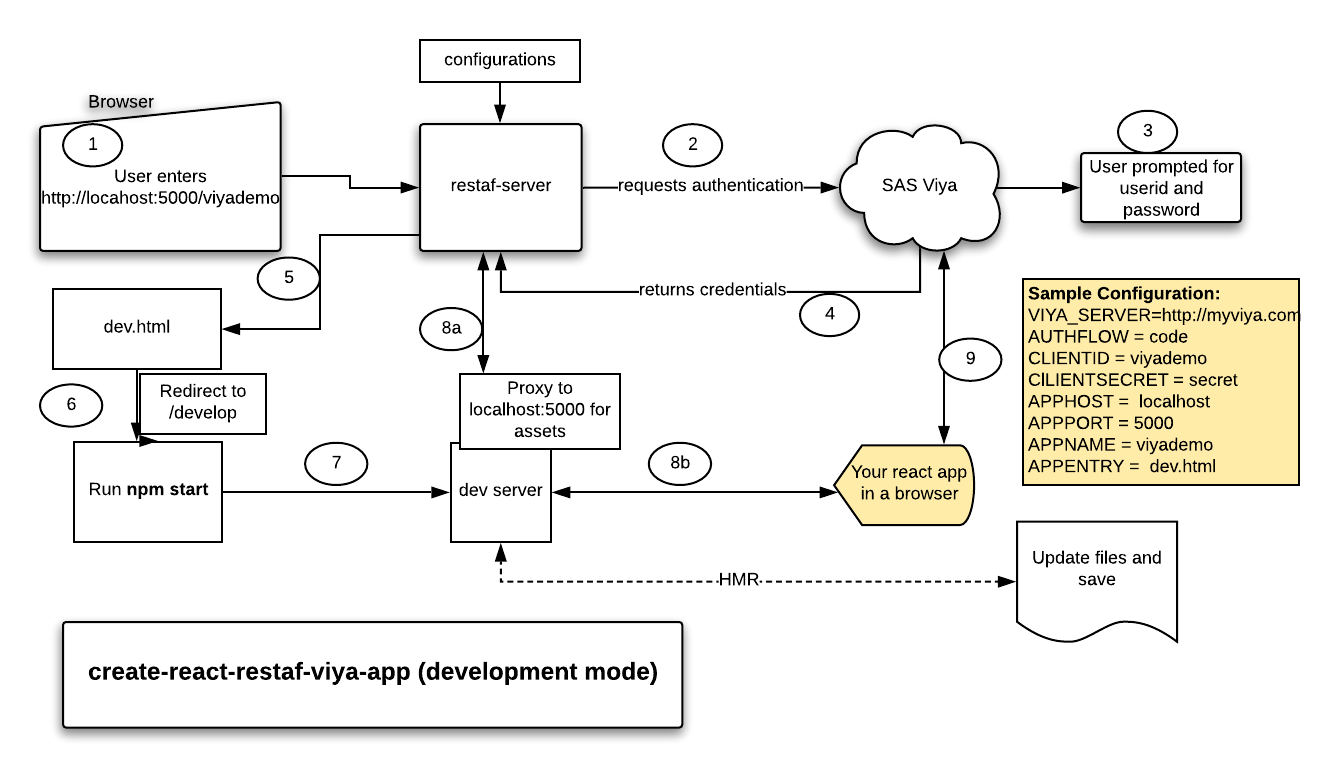 configurations
Browser
1
User enters
http://locahost:5000/viyademo
restaf-server
2
requests authentication
SAS Viya
3
User prompted for
userid and
password
5
returns credentials
4
dev.html
8a
9
Sample Configuration:
VIYA_SERVER=http://myviya.com
AUTHFLOW = code
CLIENTID = viyademo
CILIENTSECRET = secret
APPHOST =  localhost
APPPORT = 5000
APPNAME = viyademo
APPENTRY =  dev.html
6
Redirect to
/develop
Proxy to
localhost:5000 for
assets
Run npm start
7
dev server
8b
Your react app
in a browser
HMR
Update files and
save
create-react-restaf-viya-app (development mode)